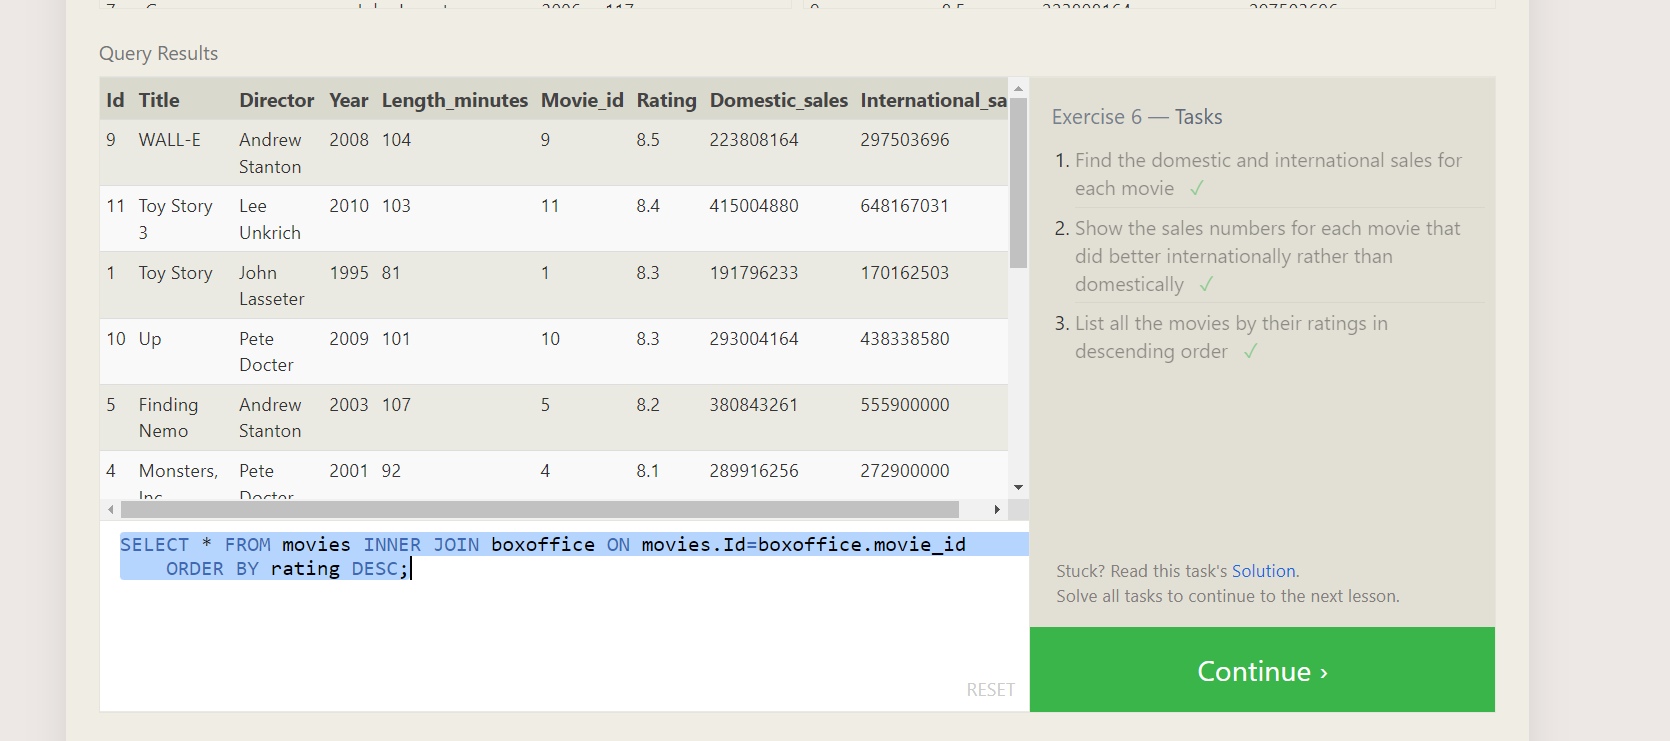 Query Results
Id Title Director Year Length_minutes Movie_id Rating Domestic_sales International_sa
9 WALL-E Andrew Stanton 2008 104 9 8.5 223808164 297503696
11 Toy Story 3 Lee Unkrich 2010 103 11 8.4 415004880 648167031
1 Toy Story John Lasseter 1995 81 1 8.3 191796233 170162503
10 Up Pete Docter 2009 101 10 8.3 293004164 438338580
5 Finding Nemo Andrew Stanton 2003 107 5 8.2 380843261 555900000
4 Monsters, Inc Pete Docter 2001 92 4 8.1 289916256 272900000
SELECT * FROM movies INNER JOIN boxoffice ON movies.Id=boxoffice.movie_id
ORDER BY rating DESC;
RESET
Exercise 6 — Tasks
1. Find the domestic and international sales for
each movie ✓
2. Show the sales numbers for each movie that
did better internationally rather than
domestically ✓
3. List all the movies by their ratings in
descending order ✓
Stuck? Read this task's Solution.
Solve all tasks to continue to the next lesson.
Continue ›